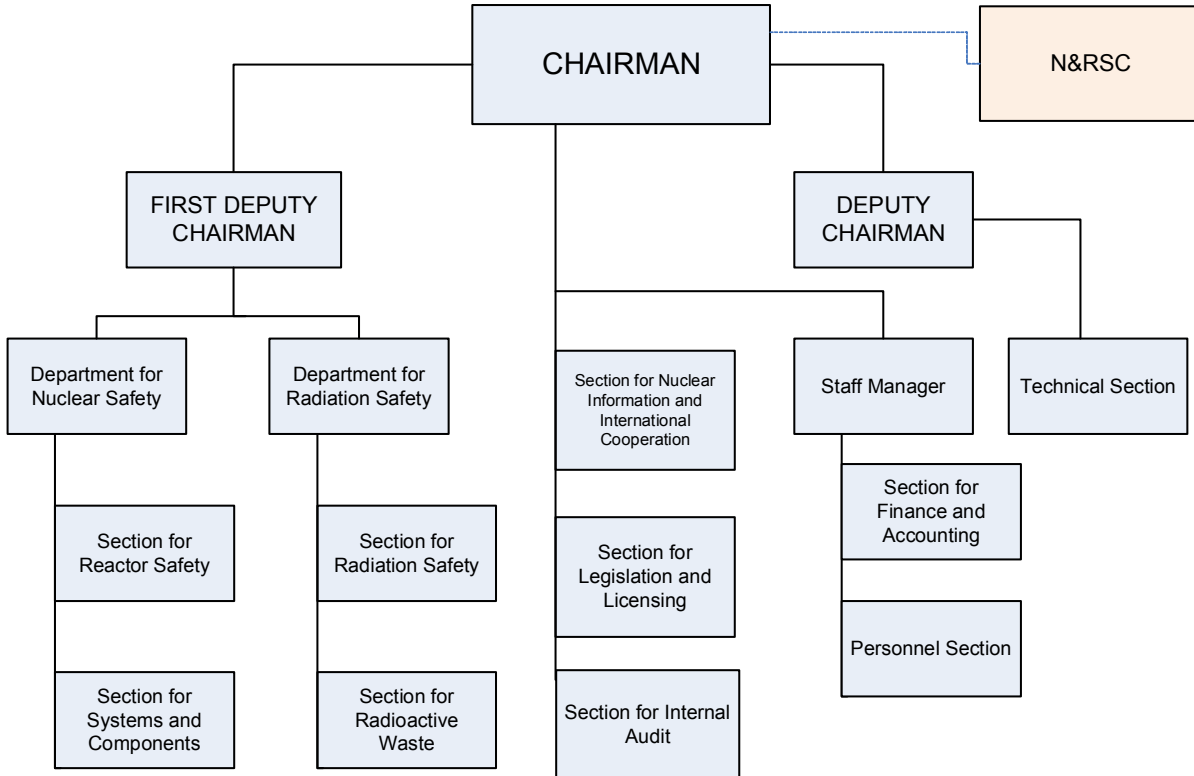 CHAIRMAN
N&RSC
FIRST DEPUTY
CHAIRMAN
DEPUTY
CHAIRMAN
Department for
Nuclear Safety
Department for
Radiation Safety
Section for Nuclear
Information and
International
Cooperation
Staff Manager
Technical Section
Section for
Reactor Safety
Section for
Radiation Safety
Section for
Legislation and
Licensing
Section for
Finance and
Accounting
Personnel Section
Section for
Systems and
Components
Section for
Radioactive
Waste
Section for Internal
Audit